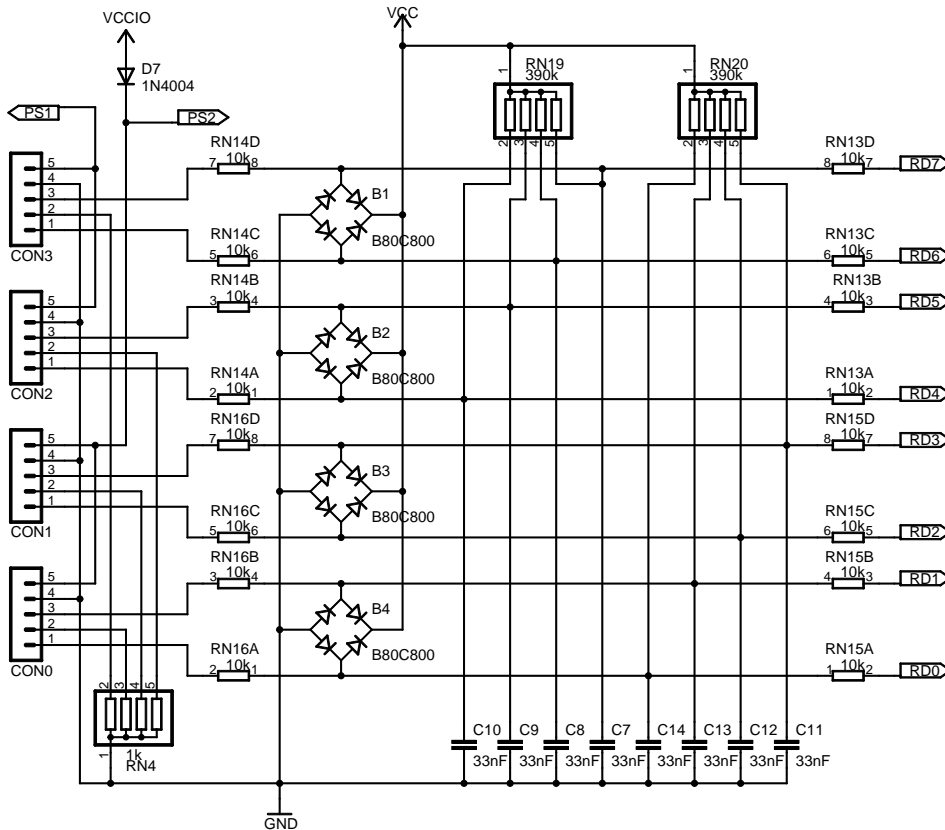 VCCIO
VCC
D7
1N4004
PS1
PS2
RN19
390k
1
2 3 4 5
RN20
390k
1
2 3 4 5
5
4
3
2
1
CON3
RN14D
7 10k 8
B1
B80C800
RN14C
5 10k 6
RN13D
8 10k 7
RD7
RN13C
6 10k 5
RD6
5
4
3
2
1
CON2
RN14B
3 10k 4
B2
B80C800
RN14A
2 10k 1
RN13B
4 10k 3
RD5
RN13A
1 10k 2
RD4
5
4
3
2
1
CON1
RN16D
7 10k 8
B3
B80C800
RN16C
5 10k 6
RN15D
8 10k 7
RD3
RN15C
6 10k 5
RD2
5
4
3
2
1
CON0
RN16B
3 10k 4
B4
B80C800
RN16A
2 10k 1
RN15B
4 10k 3
RD1
RN15A
1 10k 2
RD0
2 3 4 5
1
1k
RN4
C10
33nF
C9
33nF
C8
33nF
C7
33nF
C14
33nF
C13
33nF
C12
33nF
C11
33nF
GND